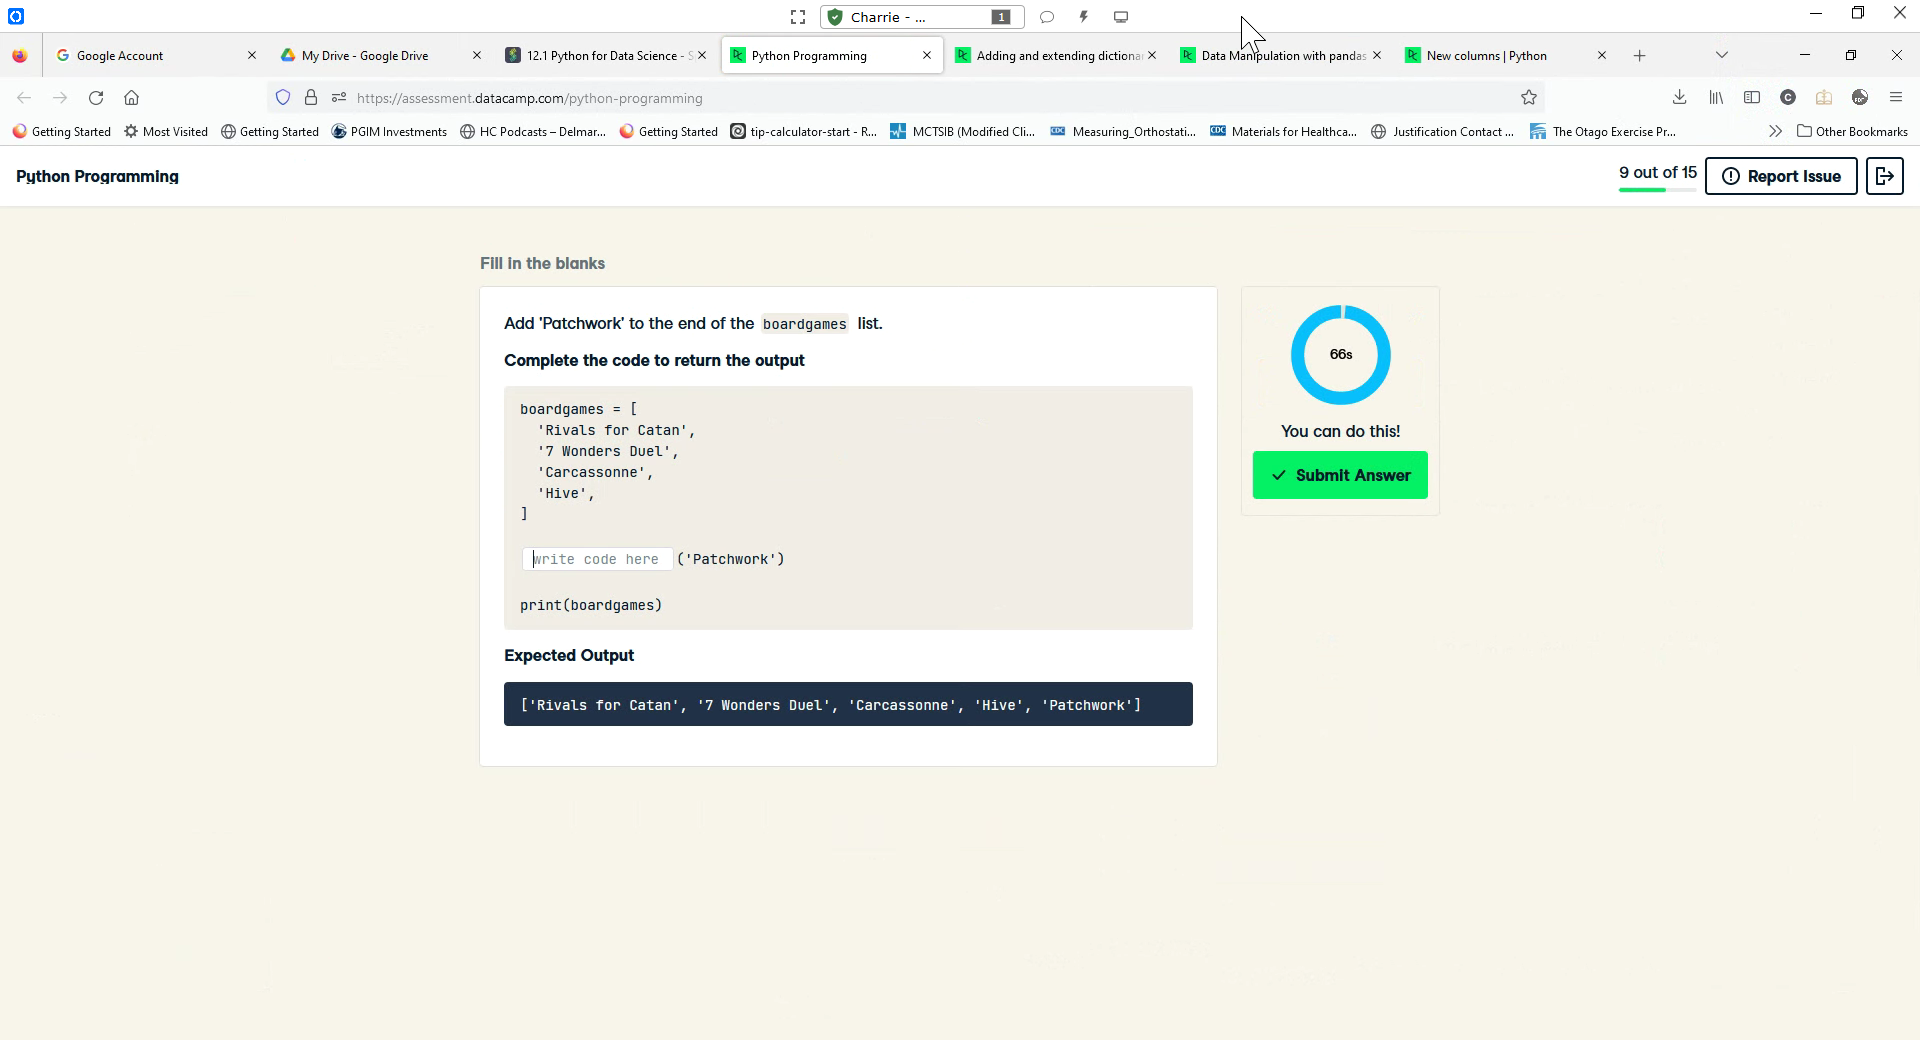 Charrie - ... 1
Google Account
My Drive - Google Drive
12.1 Python for Data Science - S
Python Programming
Adding and extending dictionar
Data Manipulation with pandas
New columns | Python
https://assessment.datacamp.com/python-programming
Getting Started
Most Visited
Getting Started
PGIM Investments
HC Podcasts – Delmar...
Getting Started
tip-calculator-start - R...
MCTSIB (Modified Cli...
Measuring_Orthostati...
Materials for Healthca...
Justification Contact ...
The Otago Exercise Pr...
Other Bookmarks
Python Programming
9 out of 15
Report Issue
Fill in the blanks
Add 'Patchwork' to the end of the boardgames list.
Complete the code to return the output
boardgames = [
'Rivals for Catan',
'7 Wonders Duel',
'Carcassonne',
'Hive',
]
write code here ('Patchwork')
print(boardgames)
Expected Output
['Rivals for Catan', '7 Wonders Duel', 'Carcassonne', 'Hive', 'Patchwork']
66s
You can do this!
Submit Answer